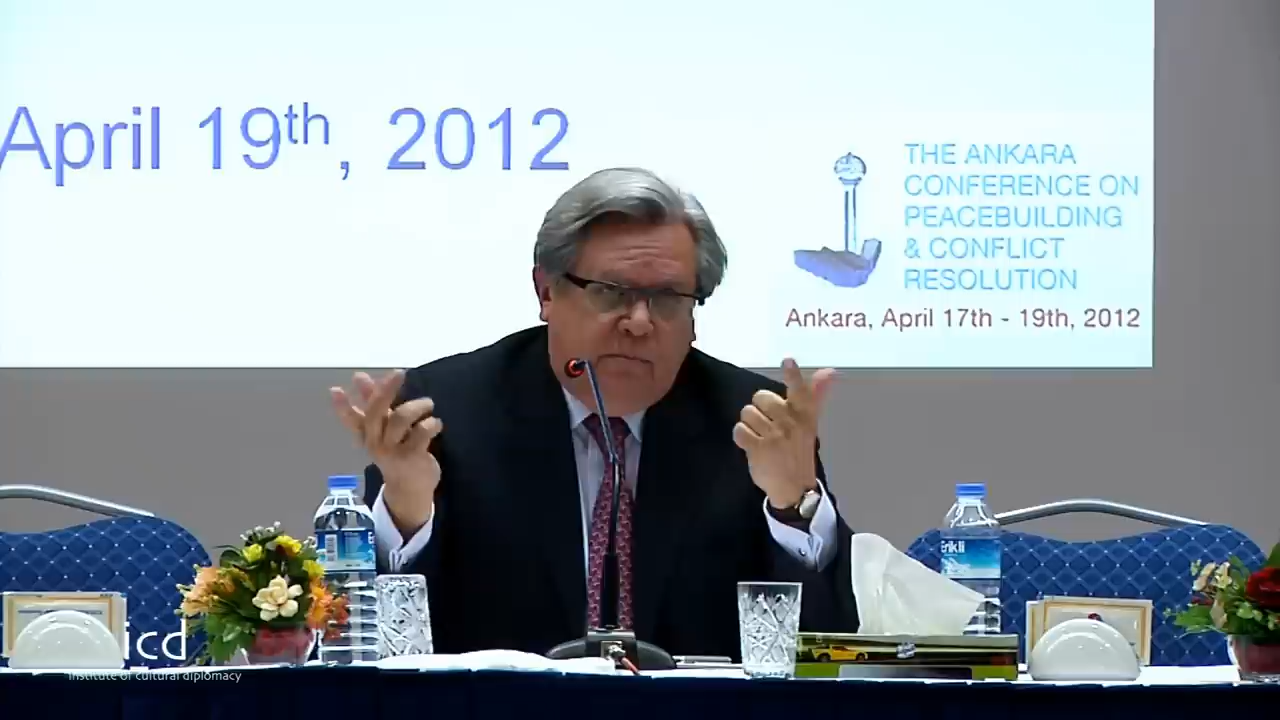 April 19th, 2012
THE ANKARA
CONFERENCE ON
PEACEBUILDING
& CONFLICT
RESOLUTION
Ankara, April 17th - 19th, 2012
Erikli
icd
institute of cultural diplomacy